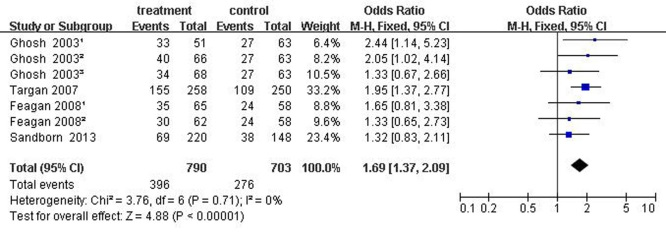 treatment control Odds Ratio Odds Ratio
Study or Subgroup Events Total Events Total Weight M-H, Fixed, 95% CI M-H, Fixed, 95% CI
Ghosh 2003¹ 33 51 27 63 6.4% 2.44 [1.14, 5.23]
Ghosh 2003² 40 66 27 63 8.2% 2.05 [1.02, 4.14]
Ghosh 2003³ 34 68 27 63 10.5% 1.33 [0.67, 2.66]
Targan 2007 155 258 109 250 33.2% 1.95 [1.37, 2.77]
Feagan 2008¹ 35 65 24 58 8.9% 1.65 [0.81, 3.38]
Feagan 2008² 30 62 24 58 9.6% 1.33 [0.65, 2.73]
Sandborn 2013 69 220 38 148 23.4% 1.32 [0.83, 2.11]
Total (95% CI) 790 703 100.0% 1.69 [1.37, 2.09]
Total events 396 276
Heterogeneity: Chi² = 3.76, df = 6 (P = 0.71); I² = 0%
Test for overall effect: Z = 4.88 (P < 0.00001)
0.1 0.2 0.5 1 2 5 10